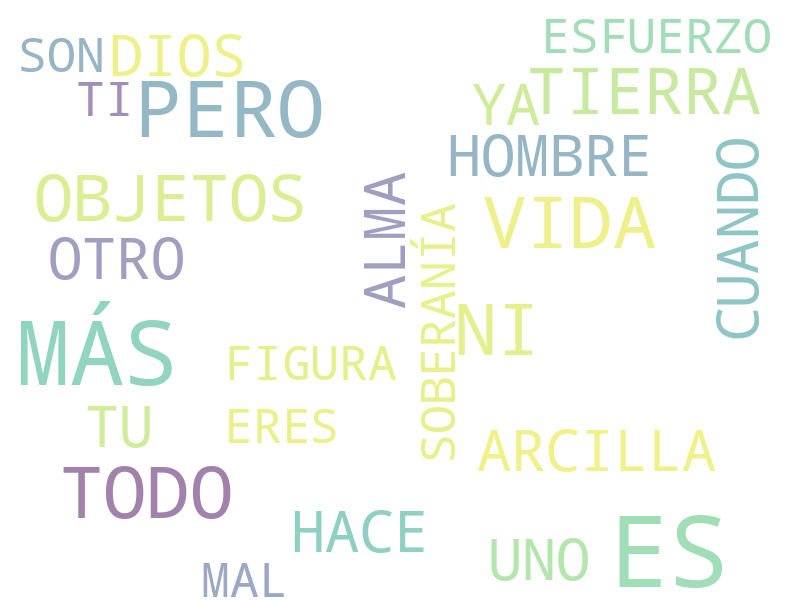 SON
DIOS
ESFUERZO
TI
PERO
YA
TIERRA
HOMBRE
CUANDO
OBJETOS
ALMA
VIDA
SOBERANÍA
OTRO
MÁS
NI
FIGURA
TU
ERES
ARCILLA
TODO
HACE
UNO
ES
MAL